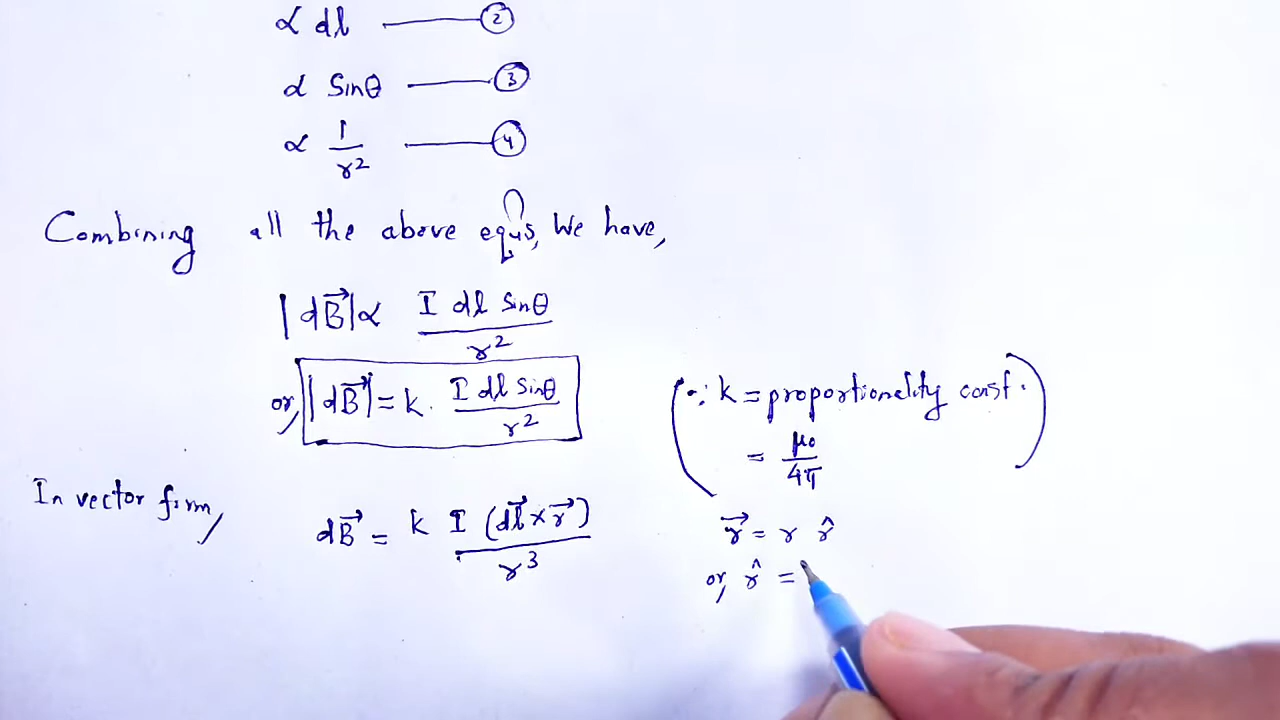 ∝ dl ——— ②
∝ Sinθ ——— ③
∝ 1/r² ——— ④
Combining all the above equns, We have,
|dB⃗| ∝ I dl Sinθ / r²
or, |dB⃗| = k . I dl Sinθ / r²
(∵ k = proportionality const.
= μ₀/4π)
In vector form, dB⃗ = k I (dl⃗ × r⃗) / r³
r⃗ = r r̂
or, r̂ =